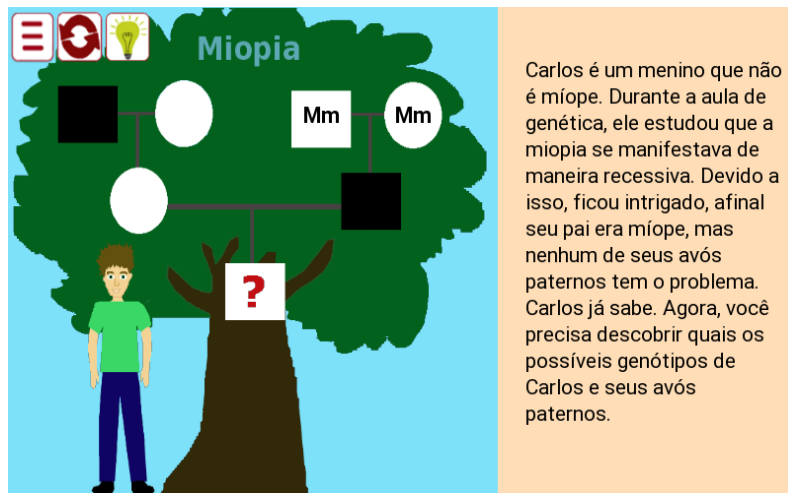 Miopia
Mm
Mm
?
Carlos é um menino que não
é míope. Durante a aula de
genética, ele estudou que a
miopia se manifestava de
maneira recessiva. Devido a
isso, ficou intrigado, afinal
seu pai era míope, mas
nenhum de seus avós
paternos tem o problema.
Carlos já sabe. Agora, você
precisa descobrir quais os
possíveis genótipos de
Carlos e seus avós
paternos.